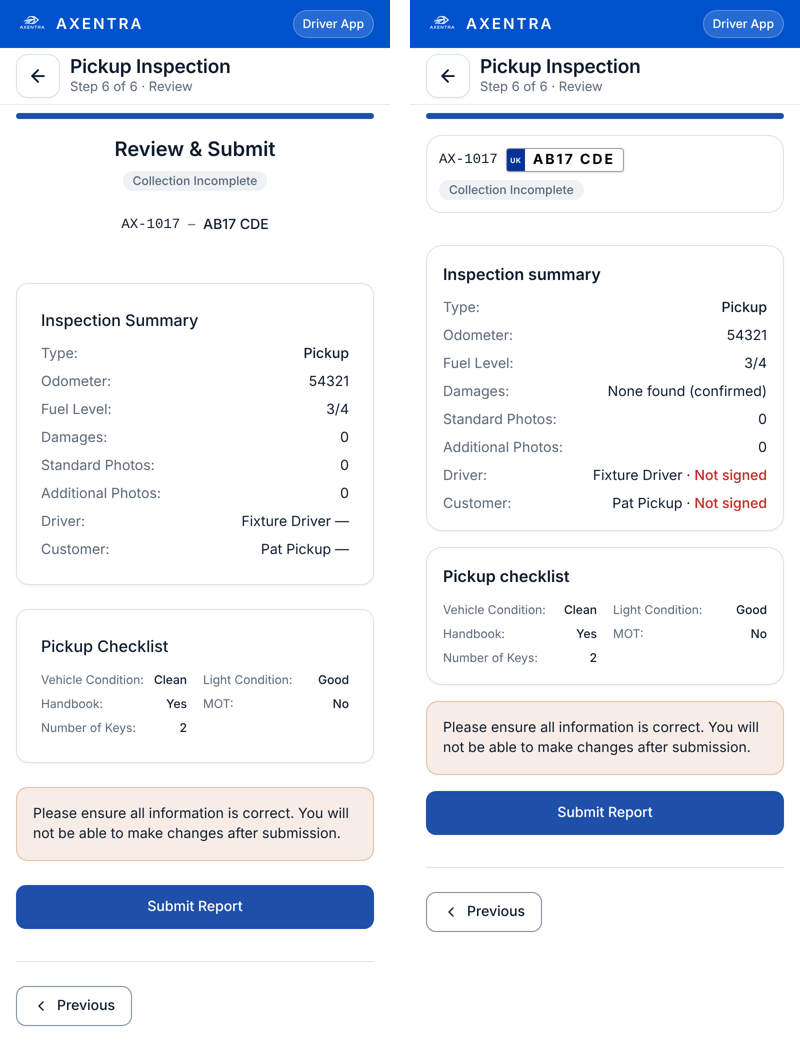 AXENTRA AXENTRA Driver App
Pickup Inspection
Step 6 of 6 · Review
Review & Submit
Collection Incomplete
AX-1017 – AB17 CDE
Inspection Summary
Type: Pickup
Odometer: 54321
Fuel Level: 3/4
Damages: 0
Standard Photos: 0
Additional Photos: 0
Driver: Fixture Driver —
Customer: Pat Pickup —
Pickup Checklist
Vehicle Condition: Clean Light Condition: Good
Handbook: Yes MOT: No
Number of Keys: 2
Please ensure all information is correct. You will
not be able to make changes after submission.
Submit Report
Previous
AXENTRA AXENTRA Driver App
Pickup Inspection
Step 6 of 6 · Review
AX-1017 UK AB17 CDE
Collection Incomplete
Inspection summary
Type: Pickup
Odometer: 54321
Fuel Level: 3/4
Damages: None found (confirmed)
Standard Photos: 0
Additional Photos: 0
Driver: Fixture Driver · Not signed
Customer: Pat Pickup · Not signed
Pickup checklist
Vehicle Condition: Clean Light Condition: Good
Handbook: Yes MOT: No
Number of Keys: 2
Please ensure all information is correct. You will
not be able to make changes after submission.
Submit Report
Previous